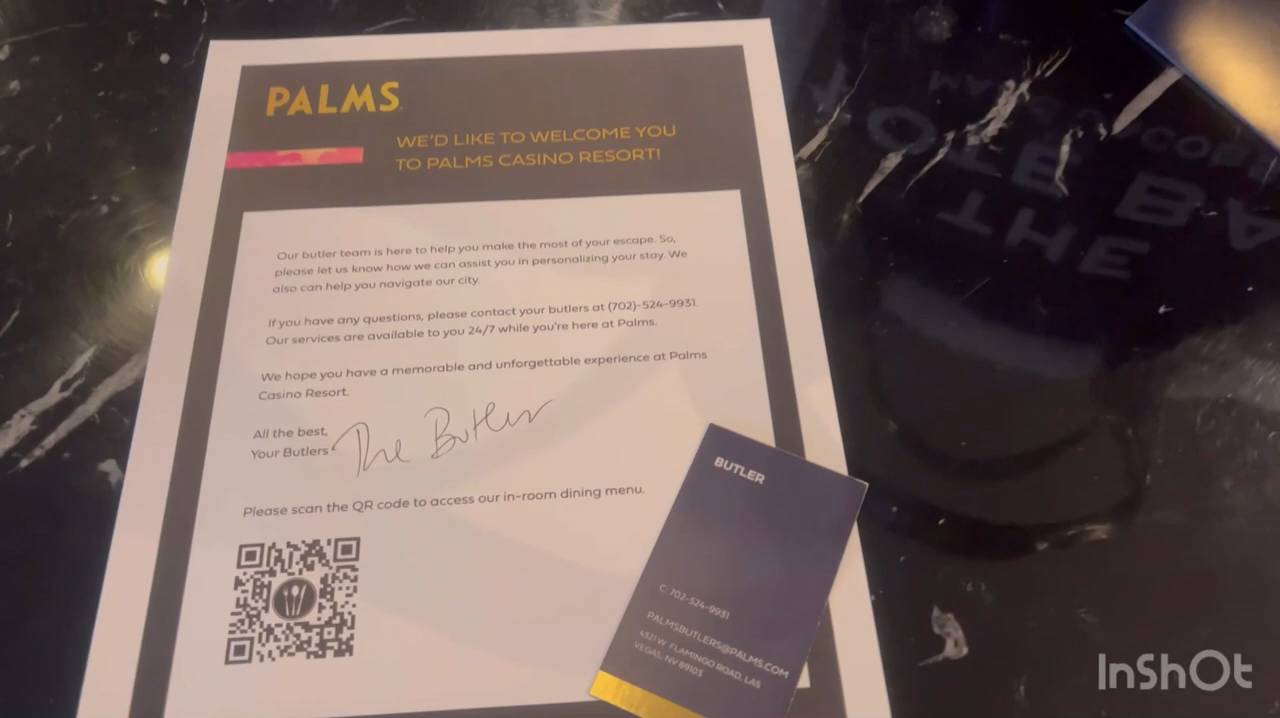 PALMS
WE'D LIKE TO WELCOME YOU
TO PALMS CASINO RESORT!
Our butler team is here to help you make the most of your escape. So,
please let us know how we can assist you in personalizing your stay. We
also can help you navigate our city.
If you have any questions, please contact your butlers at (702)-524-9931.
Our services are available to you 24/7 while you're here at Palms.
We hope you have a memorable and unforgettable experience at Palms
Casino Resort.
All the best,
Your Butlers
The Butler
Please scan the QR code to access our in-room dining menu.
BUTLER
C 702-524-9931
PALMSBUTLERS@PALMS.COM
4321 W. FLAMINGO ROAD, LAS
VEGAS, NV 89103
THE
InShOt